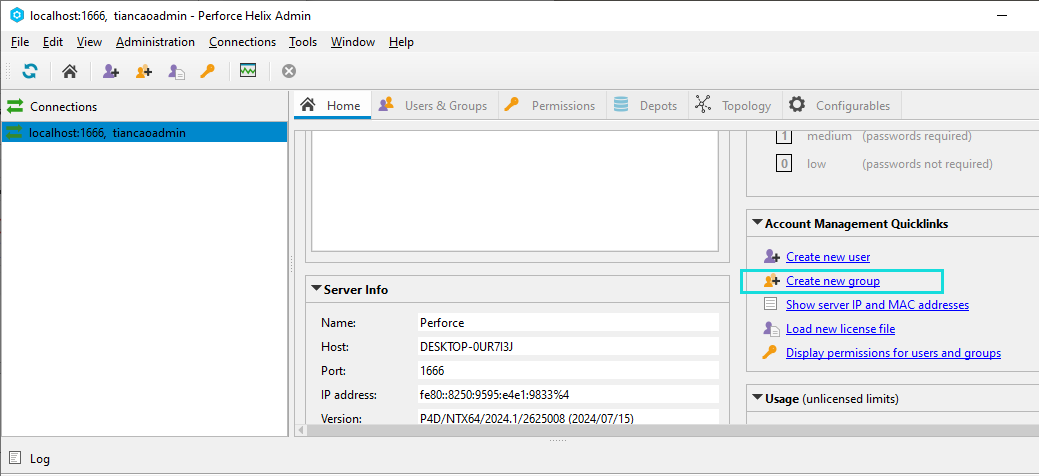 localhost:1666,  tiancaoadmin - Perforce Helix Admin
File Edit View Administration Connections Tools Window Help
Connections
localhost:1666,  tiancaoadmin
Home Users & Groups Permissions Depots Topology Configurables
1 medium (passwords required)
0 low (passwords not required)
Account Management Quicklinks
Create new user
Create new group
Show server IP and MAC addresses
Load new license file
Display permissions for users and groups
Usage (unlicensed limits)
Server Info
Name: Perforce
Host: DESKTOP-0UR7I3J
Port: 1666
IP address: fe80::8250:9595:e4e1:9833%4
Version: P4D/NTX64/2024.1/2625008 (2024/07/15)
Log